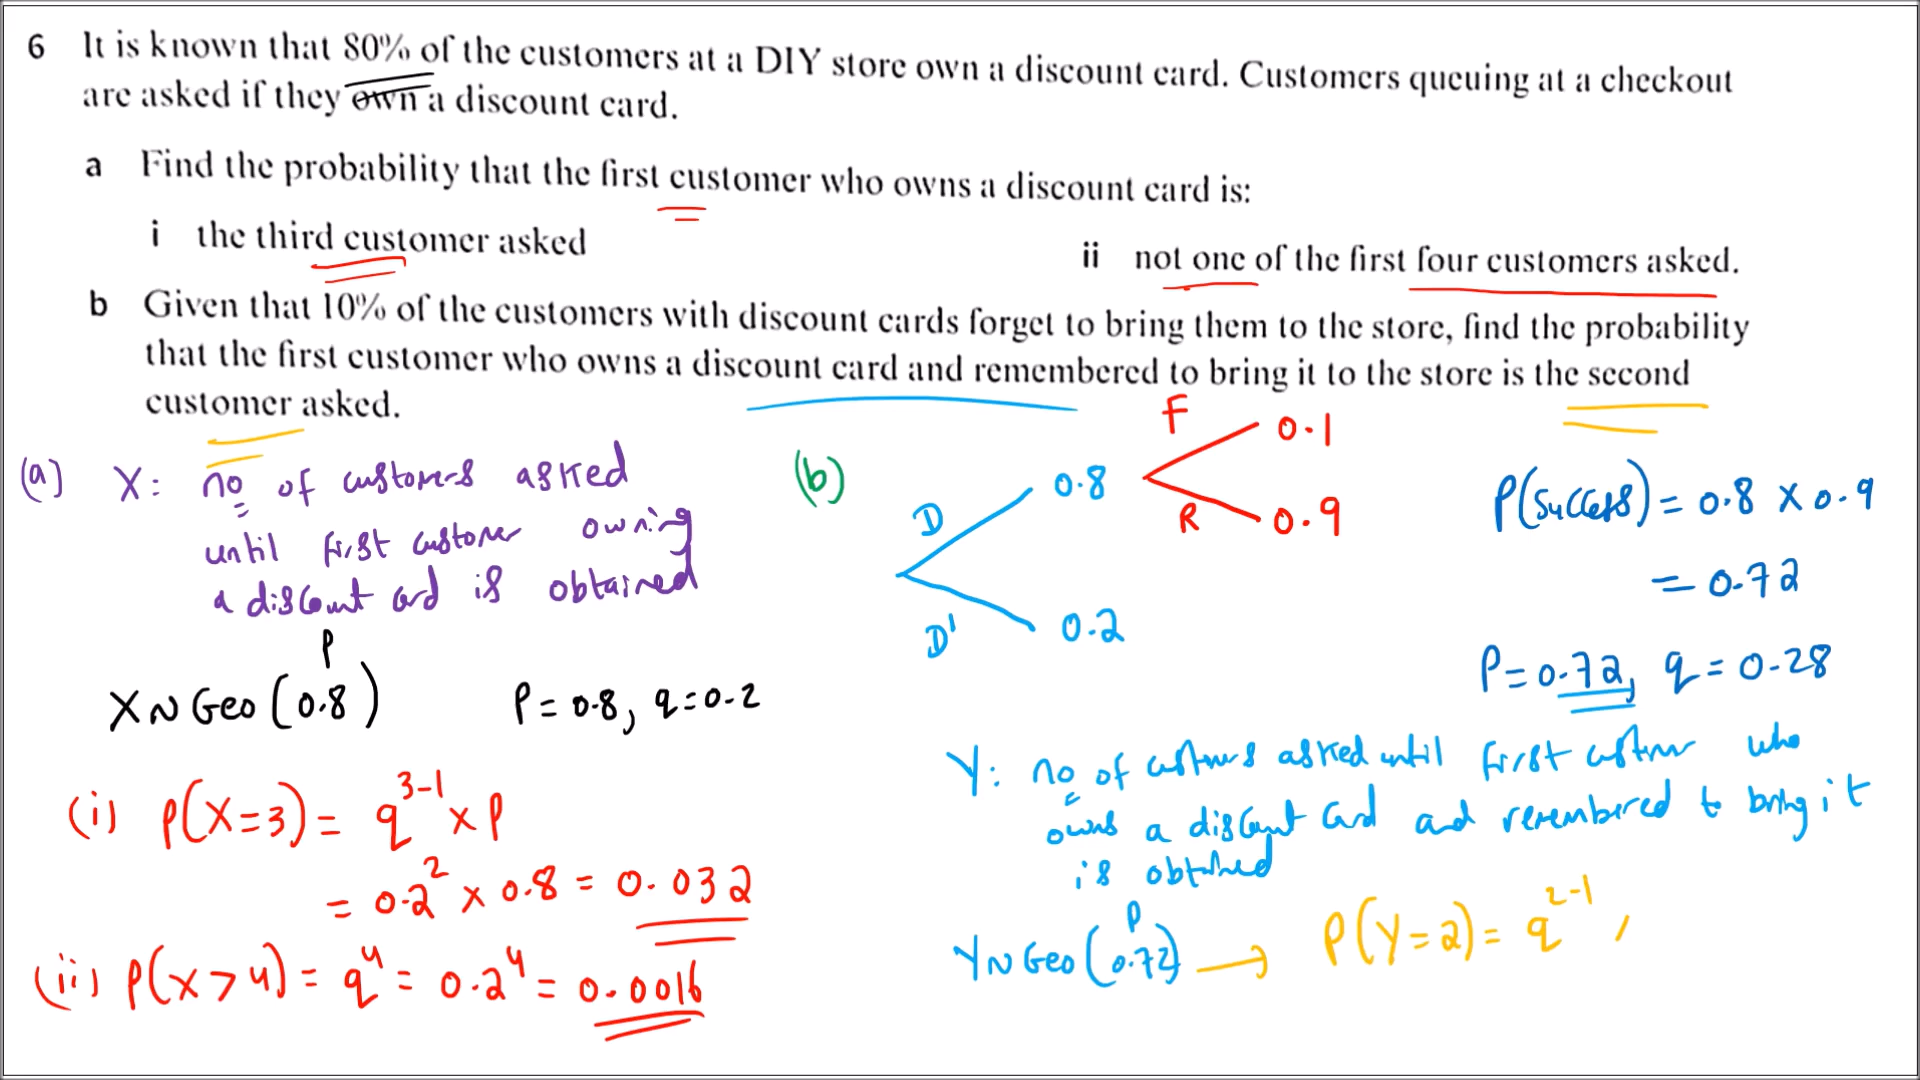 6 It is known that 80% of the customers at a DIY store own a discount card. Customers queuing at a checkout
are asked if they own a discount card.
a Find the probability that the first customer who owns a discount card is:
i the third customer asked
ii not one of the first four customers asked.
b Given that 10% of the customers with discount cards forget to bring them to the store, find the probability
that the first customer who owns a discount card and remembered to bring it to the store is the second
customer asked.
(a) X: no of customers asked
until first customer owning
a discount card is obtained
P
X~Geo(0.8)
P=0.8, q=0.2
(i) P(X=3) = q^{3-1} x P
= 0.2^2 x 0.8 = 0.032
(ii) P(X>4) = q^4 = 0.2^4 = 0.0016
(b)
D 0.8
D' 0.2
F 0.1
R 0.9
P(success) = 0.8 x 0.9
= 0.72
P=0.72, q=0.28
Y: no of customers asked until first customer who
owns a discount card and remembered to bring it
is obtained
P
Y~Geo(0.72) → P(Y=2) = q^{2-1}